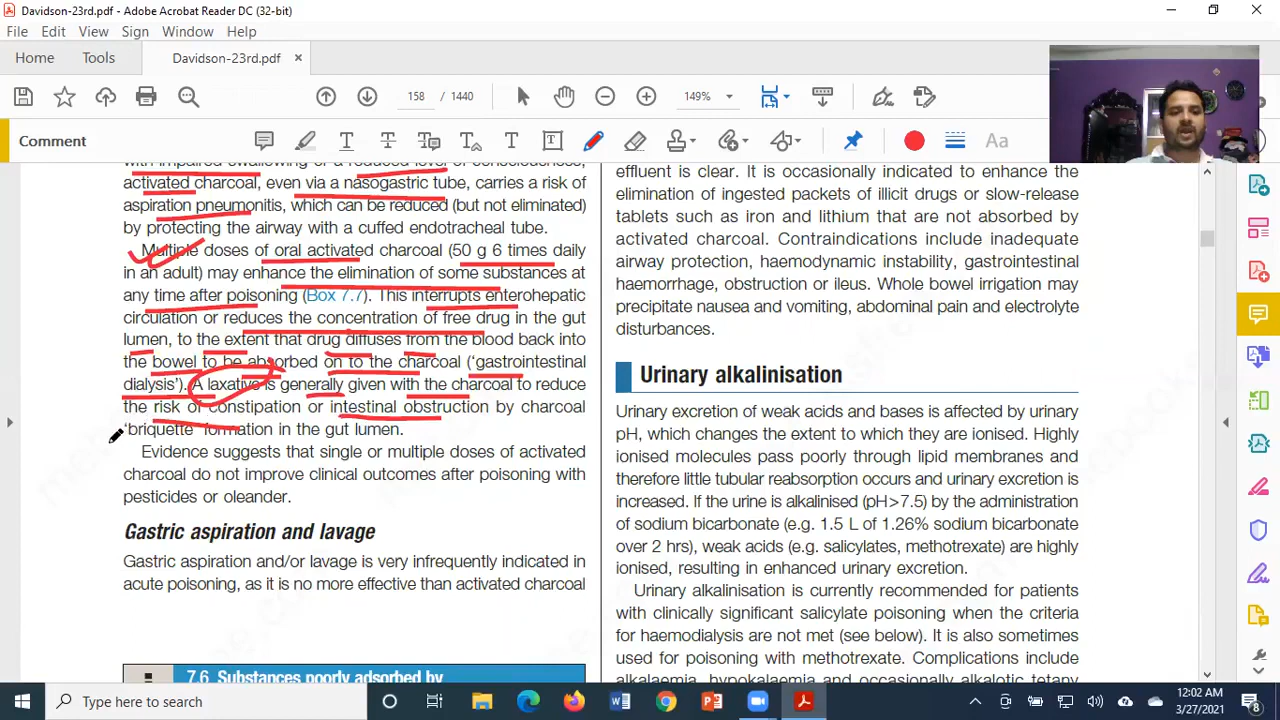 Davidson-23rd.pdf - Adobe Acrobat Reader DC (32-bit)
File Edit View Sign Window Help
Home Tools Davidson-23rd.pdf ×
158 / 1440 149%
Comment Aa
with impaired swallowing or a reduced level of consciousness,
activated charcoal, even via a nasogastric tube, carries a risk of
aspiration pneumonitis, which can be reduced (but not eliminated)
by protecting the airway with a cuffed endotracheal tube.
Multiple doses of oral activated charcoal (50 g 6 times daily
in an adult) may enhance the elimination of some substances at
any time after poisoning (Box 7.7). This interrupts enterohepatic
circulation or reduces the concentration of free drug in the gut
lumen, to the extent that drug diffuses from the blood back into
the bowel to be absorbed on to the charcoal (‘gastrointestinal
dialysis’). A laxative is generally given with the charcoal to reduce
the risk of constipation or intestinal obstruction by charcoal
‘briquette’ formation in the gut lumen.
Evidence suggests that single or multiple doses of activated
charcoal do not improve clinical outcomes after poisoning with
pesticides or oleander.
Gastric aspiration and lavage
Gastric aspiration and/or lavage is very infrequently indicated in
acute poisoning, as it is no more effective than activated charcoal
7.6 Substances poorly adsorbed by
effluent is clear. It is occasionally indicated to enhance the
elimination of ingested packets of illicit drugs or slow-release
tablets such as iron and lithium that are not absorbed by
activated charcoal. Contraindications include inadequate
airway protection, haemodynamic instability, gastrointestinal
haemorrhage, obstruction or ileus. Whole bowel irrigation may
precipitate nausea and vomiting, abdominal pain and electrolyte
disturbances.
Urinary alkalinisation
Urinary excretion of weak acids and bases is affected by urinary
pH, which changes the extent to which they are ionised. Highly
ionised molecules pass poorly through lipid membranes and
therefore little tubular reabsorption occurs and urinary excretion is
increased. If the urine is alkalinised (pH>7.5) by the administration
of sodium bicarbonate (e.g. 1.5 L of 1.26% sodium bicarbonate
over 2 hrs), weak acids (e.g. salicylates, methotrexate) are highly
ionised, resulting in enhanced urinary excretion.
Urinary alkalinisation is currently recommended for patients
with clinically significant salicylate poisoning when the criteria
for haemodialysis are not met (see below). It is also sometimes
used for poisoning with methotrexate. Complications include
alkalaemia, hypokalaemia and occasionally alkalotic tetany
Type here to search
12:02 AM
3/27/2021
8